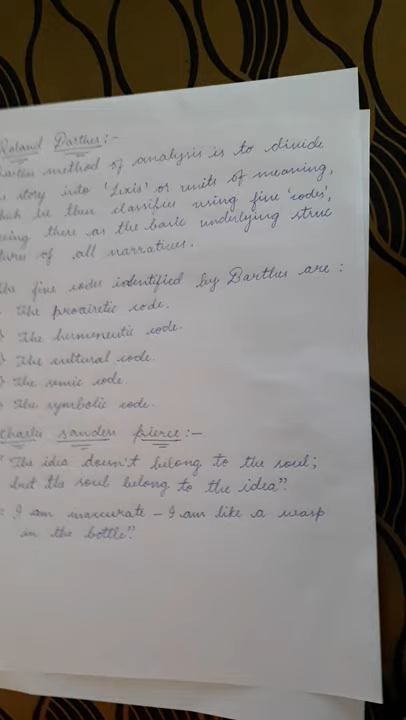 Roland Barthes:-
Barthes method of analysis is to divide
a story into 'Lexis' or units of meaning,
which he then classifies using five 'codes',
seeing there as the basic underlying struc
tures of all narratives.
The five codes identified by Barthes are :
The proairetic code.
The hermeneutic code.
The cultural code.
The semic code
The symbolic code.
Charlie sanders pierce:-
"The idea doesn't belong to the soul;
but the soul belong to the idea".
I am - I am like a wasp
in the bottle".